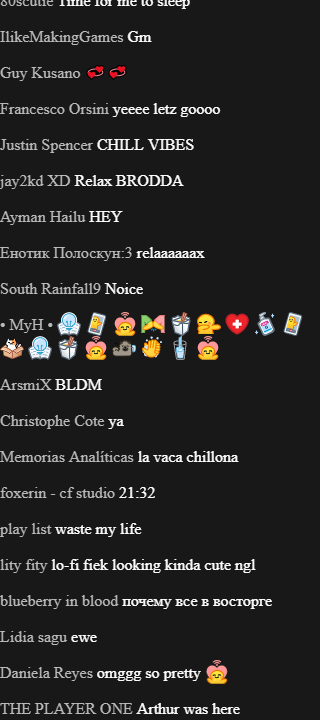 80scutie Time for me to sleep
IlikeMakingGames Gm
Guy Kusano 💞 💞
Francesco Orsini yeeee letz goooo
Justin Spencer CHILL VIBES
jay2kd XD Relax BRODDA
Ayman Hailu HEY
Енотик Полоскун:3 relaaaaaax
South Rainfall9 Noice
• MyH •
ArsmiX BLDM
Christophe Cote ya
Memorias Analíticas la vaca chillona
foxerin - cf studio 21:32
play list waste my life
lity fity lo-fi fiek looking kinda cute ngl
blueberry in blood почему все в восторге
Lidia sagu ewe
Daniela Reyes omggg so pretty
THE PLAYER ONE Arthur was here